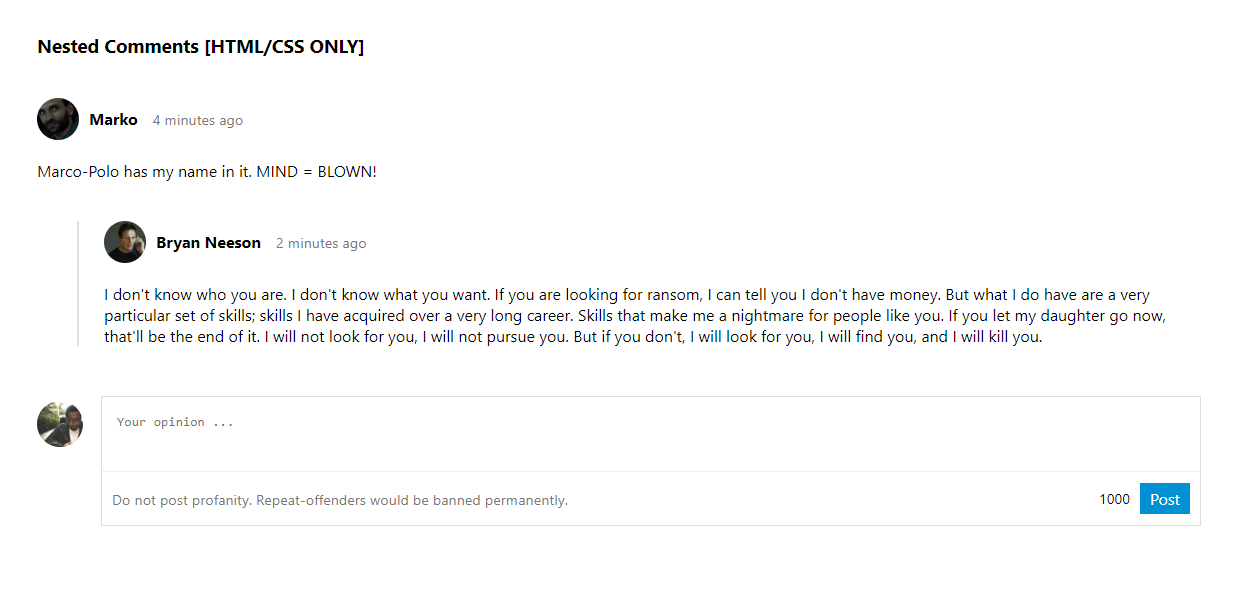 Nested Comments [HTML/CSS ONLY]
Marko 4 minutes ago
Marco-Polo has my name in it. MIND = BLOWN!
Bryan Neeson 2 minutes ago
I don't know who you are. I don't know what you want. If you are looking for ransom, I can tell you I don't have money. But what I do have are a very
particular set of skills; skills I have acquired over a very long career. Skills that make me a nightmare for people like you. If you let my daughter go now,
that'll be the end of it. I will not look for you, I will not pursue you. But if you don't, I will look for you, I will find you, and I will kill you.
Your opinion ...
Do not post profanity. Repeat-offenders would be banned permanently. 1000 Post